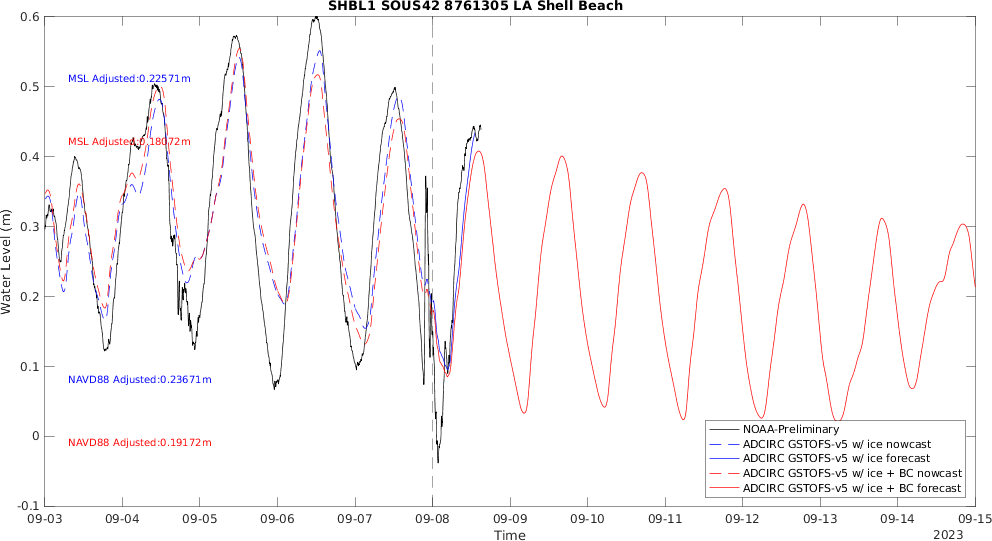 SHBL1 SOUS42 8761305 LA Shell Beach
0.6
0.5
0.4
0.3
0.2
0.1
0
-0.1
Water Level (m)
MSL Adjusted:0.22571m
MSL Adjusted:0.18072m
NAVD88 Adjusted:0.23671m
NAVD88 Adjusted:0.19172m
NOAA-Preliminary
ADCIRC GSTOFS-v5 w/ ice nowcast
ADCIRC GSTOFS-v5 w/ ice forecast
ADCIRC GSTOFS-v5 w/ ice + BC nowcast
ADCIRC GSTOFS-v5 w/ ice + BC forecast
09-03 09-04 09-05 09-06 09-07 09-08 09-09 09-10 09-11 09-12 09-13 09-14 09-15
Time
2023